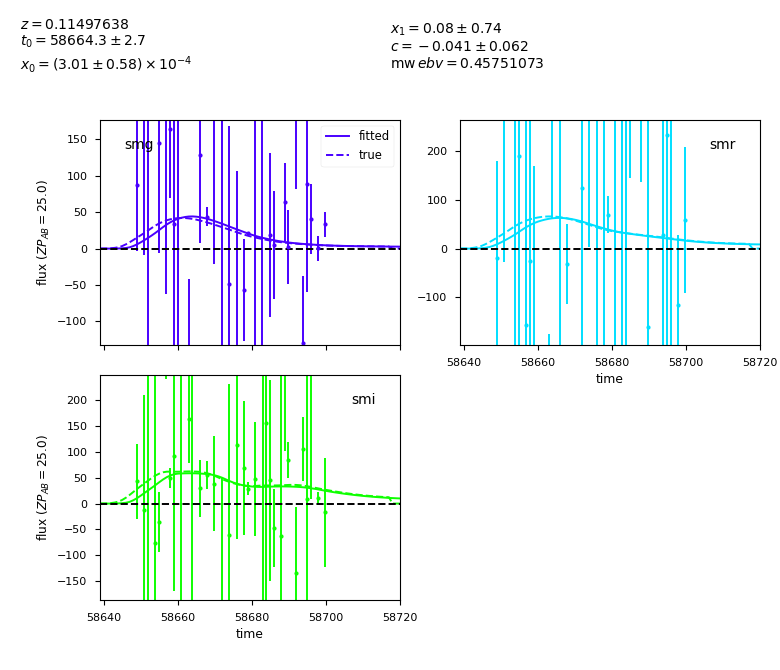 z = 0.11497638
t₀ = 58664.3 ± 2.7
x₀ = (3.01 ± 0.58) × 10⁻⁴
x₁ = 0.08 ± 0.74
c = −0.041 ± 0.062
mw ebv = 0.45751073
smg
fitted
true
150
100
50
0
−50
−100
flux (ZP_AB = 25.0)
smr
200
100
0
−100
58640 58660 58680 58700 58720
time
smi
200
150
100
50
0
−50
−100
−150
flux (ZP_AB = 25.0)
58640 58660 58680 58700 58720
time